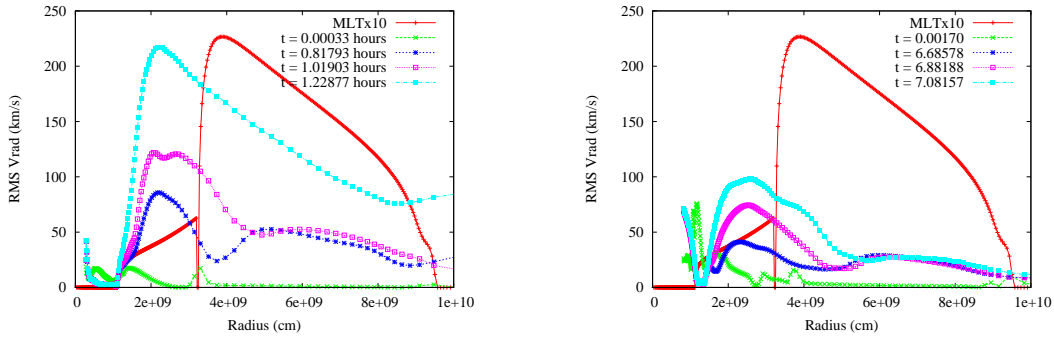 MLTx10
t = 0.00033 hours
t = 0.81793 hours
t = 1.01903 hours
t = 1.22877 hours
RMS Vrad (km/s)
250
200
150
100
50
0
0 2e+09 4e+09 6e+09 8e+09 1e+10
Radius (cm)
MLTx10
t = 0.00170
t = 6.68578
t = 6.88188
t = 7.08157
RMS Vrad (km/s)
250
200
150
100
50
0
0 2e+09 4e+09 6e+09 8e+09 1e+10
Radius (cm)